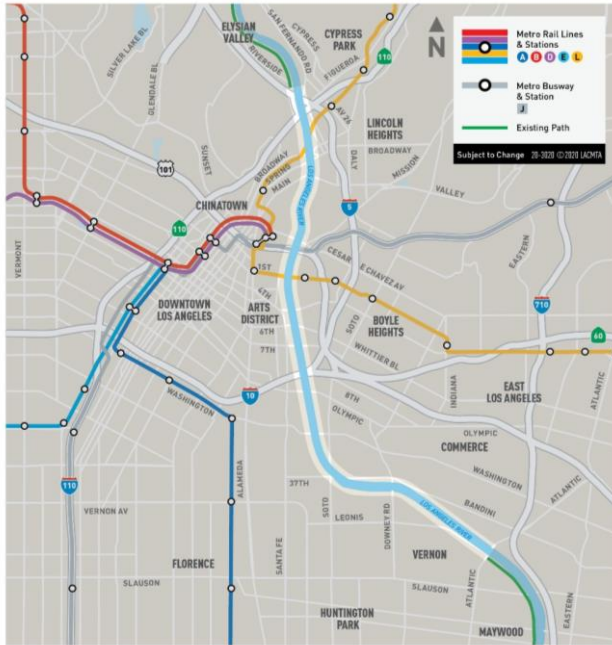 ELYSIAN
VALLEY
RIVERSIDE
SAN FERNANDO RD
CYPRESS
CYPRESS
PARK
FIGUEROA
110
N
Metro Rail Lines
& Stations
A B D E L
Metro Busway
& Station
J
Existing Path
Subject to Change 20-2020 ©2020 LACMTA
SILVER LAKE BL
GLENDALE BL
SUNSET
101
AV 26
LINCOLN
HEIGHTS
BROADWAY
DALY
MISSION
BROADWAY
SPRING
MAIN
LOS ANGELES RIVER
VALLEY
CHINATOWN
110
5
VERMONT
EASTERN
CESAR E CHAVEZ AV
1ST
4TH
710
DOWNTOWN
LOS ANGELES
ARTS
DISTRICT
6TH
7TH
SOTO
BOYLE
HEIGHTS
60
WHITTIER BL
INDIANA
ATLANTIC
10
WASHINGTON
8TH
OLYMPIC
EAST
LOS ANGELES
OLYMPIC
COMMERCE
WASHINGTON
ATLANTIC
110
ALAMEDA
37TH
SOTO
BANDINI
VERNON AV
LEONIS
DOWNEY RD
LOS ANGELES RIVER
SANTA FE
VERNON
FLORENCE
SLAUSON
SLAUSON
ATLANTIC
EASTERN
HUNTINGTON
PARK
MAYWOOD